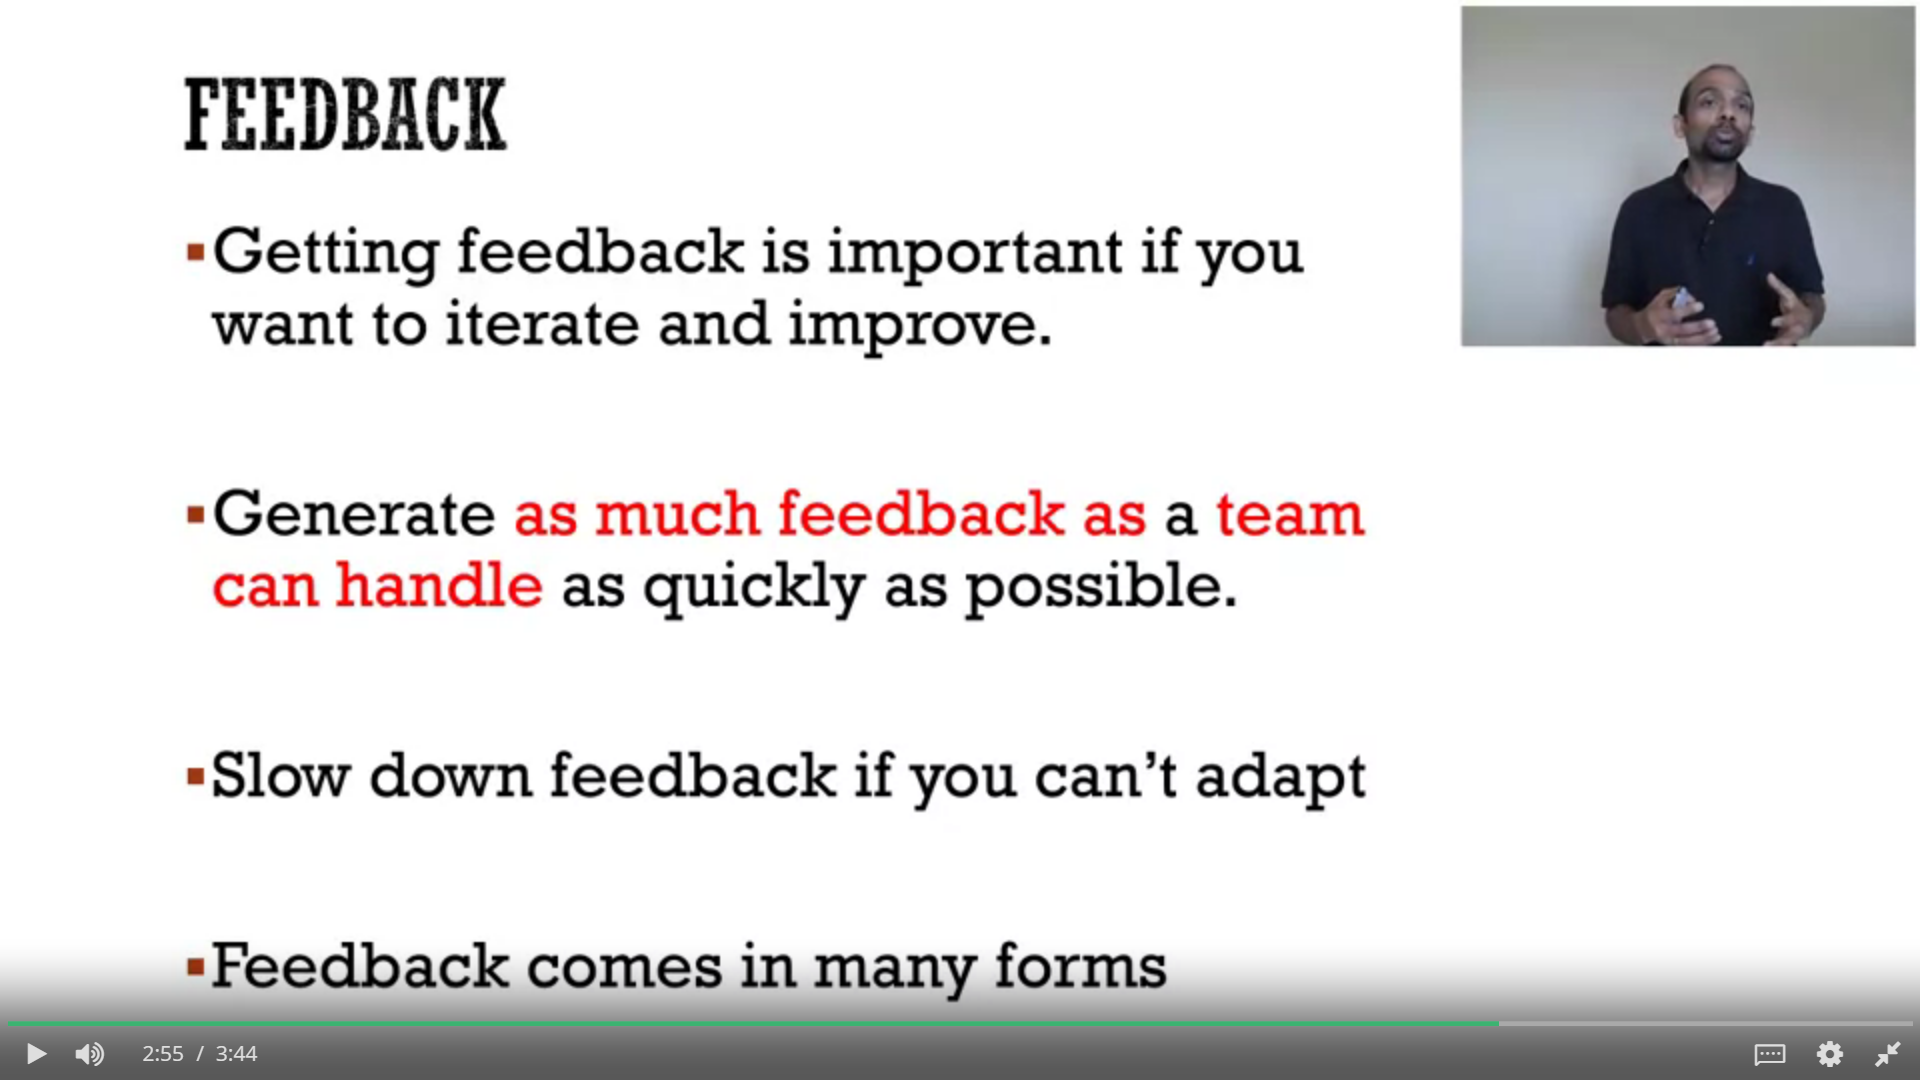 FEEDBACK
▪Getting feedback is important if you
want to iterate and improve.
▪Generate as much feedback as a team
can handle as quickly as possible.
▪Slow down feedback if you can’t adapt
▪Feedback comes in many forms
2:55 / 3:44